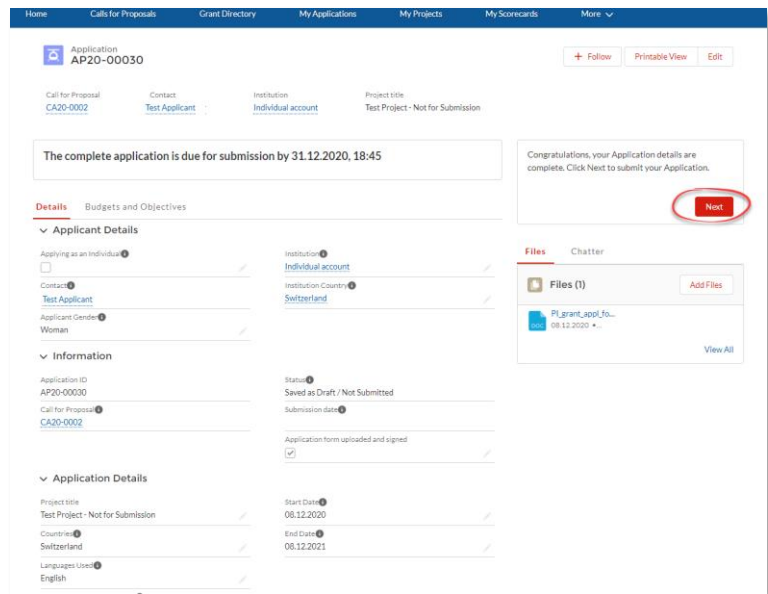 Home Calls for Proposals Grant Directory My Applications My Projects My Scorecards More
Application
AP20-00030
+ Follow Printable View Edit
Call for Proposal Contact Institution Project title
CA20-0002 Test Applicant Individual account Test Project - Not for Submission
The complete application is due for submission by 31.12.2020, 18:45
Congratulations, your Application details are
complete. Click Next to submit your Application.
Next
Details Budgets and Objectives
Files Chatter
Applicant Details
Applying as an Individual Institution
Individual account
Contact Institution Country
Test Applicant Switzerland
Applicant Gender
Woman
Files (1) Add Files
PI_grant_appl_fo...
DOC 08.12.2020 •...
View All
Information
Application ID Status
AP20-00030 Saved as Draft / Not Submitted
Call for Proposal Submission date
CA20-0002
Application form uploaded and signed
Application Details
Project title Start Date
Test Project - Not for Submission 08.12.2020
Countries End Date
Switzerland 08.12.2021
Languages Used
English